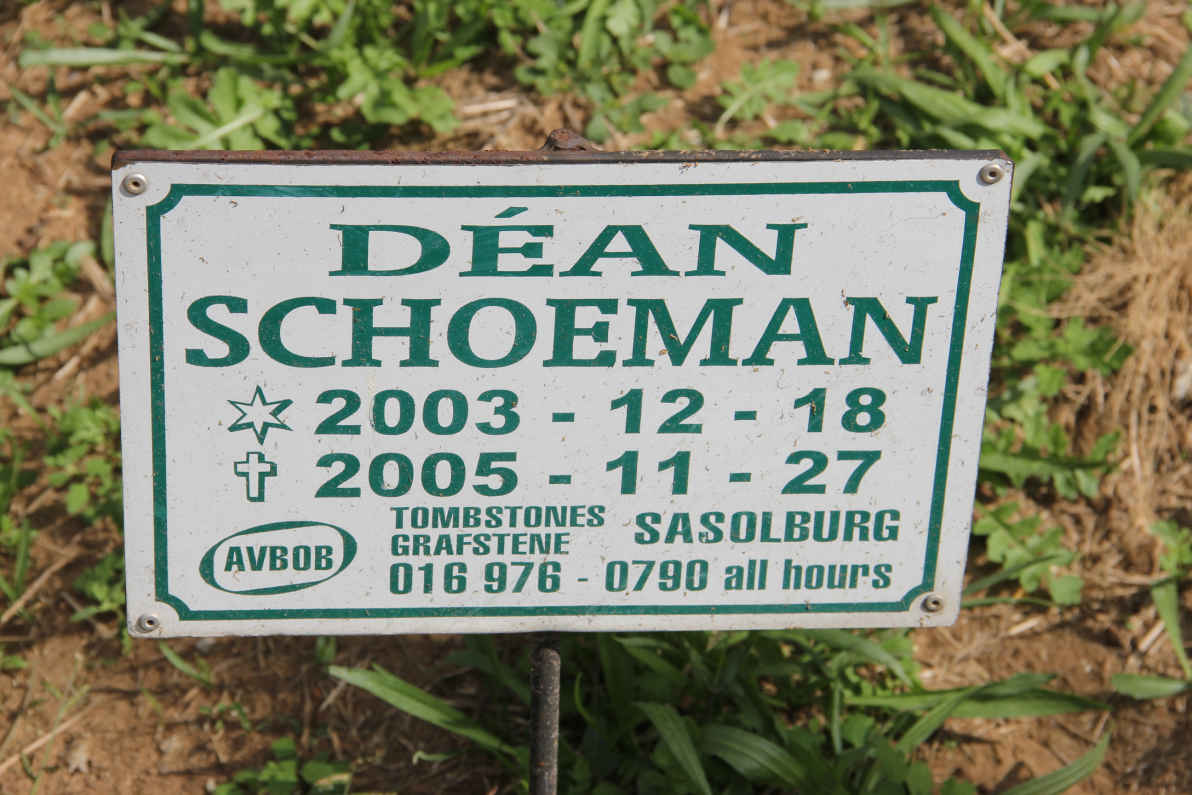 DÉAN
SCHOEMAN
2003 - 12 - 18
2005 - 11 - 27
AVBOB
TOMBSTONES
GRAFSTENE
SASOLBURG
016 976 - 0790 all hours